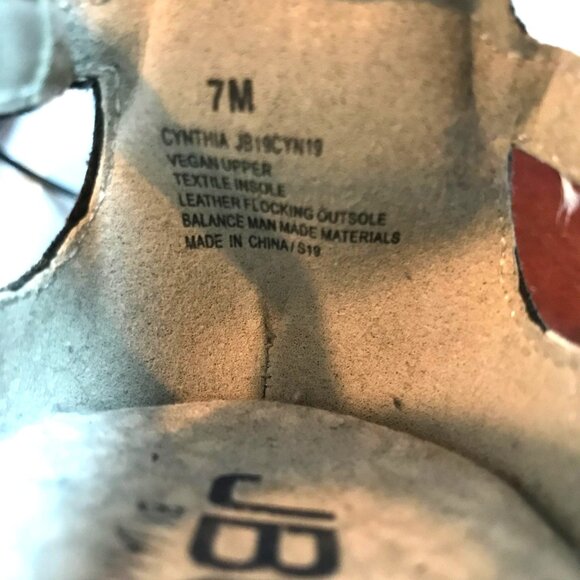 7M
CYNTHIA JB19CYN19
VEGAN UPPER
TEXTILE INSOLE
LEATHER FLOCKING OUTSOLE
BALANCE MAN MADE MATERIALS
MADE IN CHINA/S19
JB